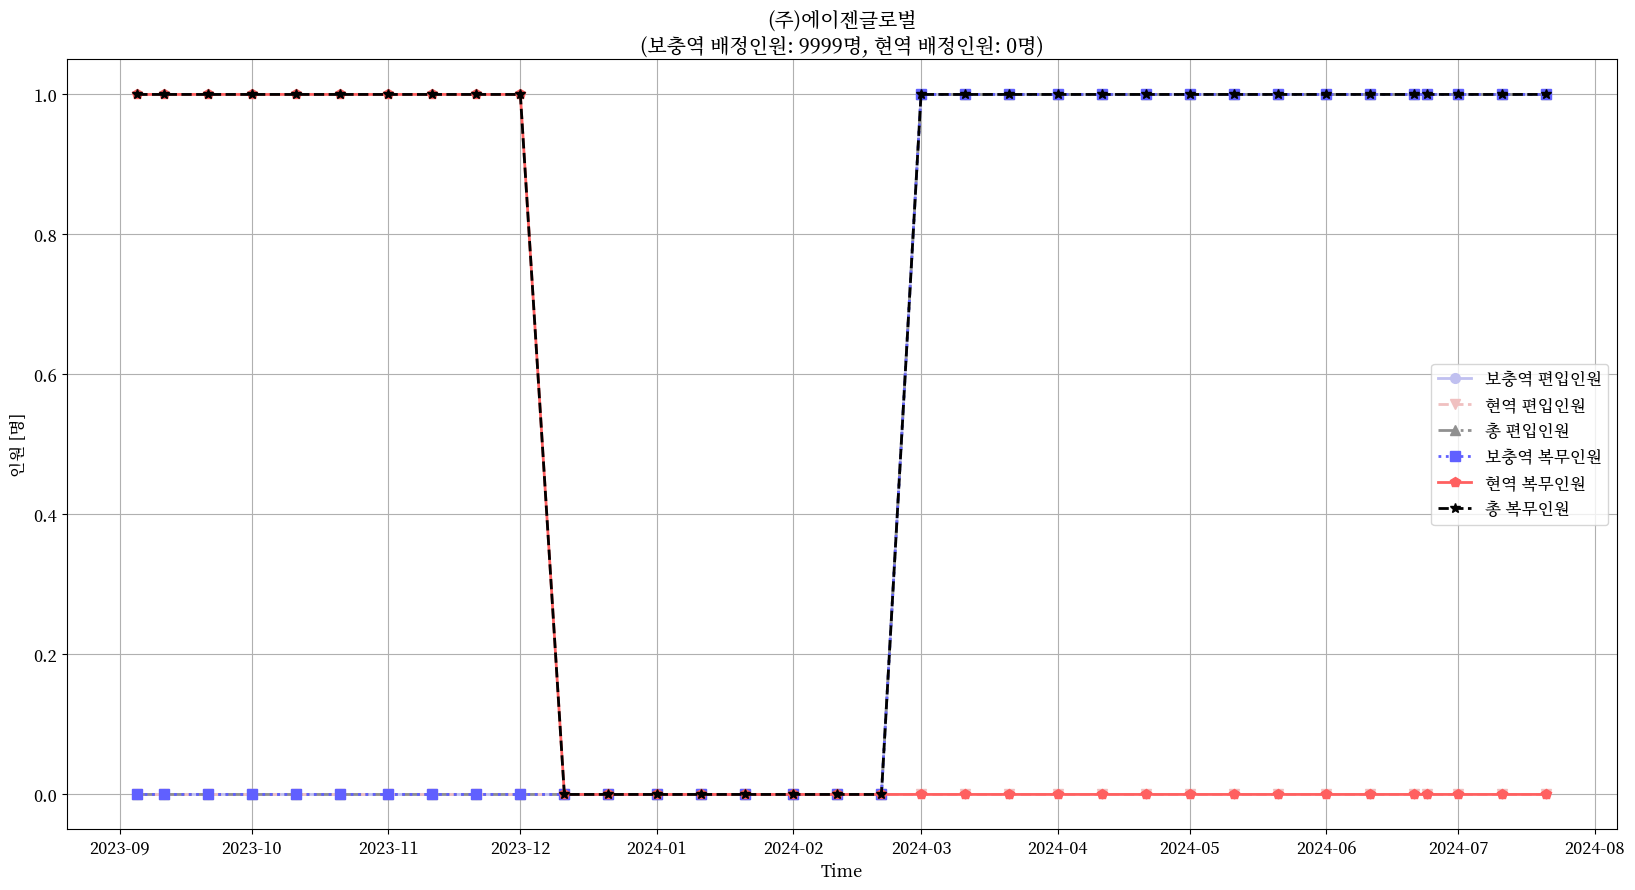 (주)에이젠글로벌
(보충역 배정인원: 9999명, 현역 배정인원: 0명)
1.0
0.8
0.6
0.4
0.2
0.0
인원 [명]
보충역 편입인원
현역 편입인원
총 편입인원
보충역 복무인원
현역 복무인원
총 복무인원
2023-09
2023-10
2023-11
2023-12
2024-01
2024-02
2024-03
2024-04
2024-05
2024-06
2024-07
2024-08
Time